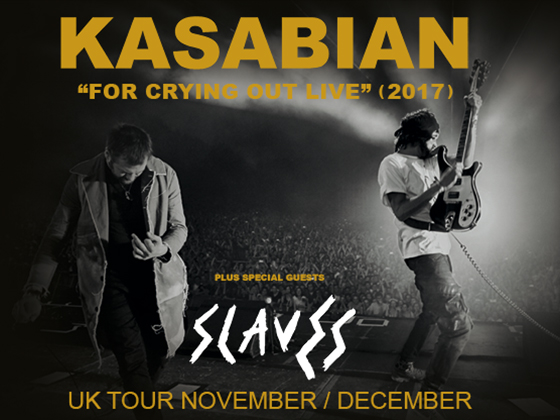 KASABIAN
“FOR CRYING OUT LIVE” (2017)
PLUS SPECIAL GUESTS
SLAVES
UK TOUR NOVEMBER / DECEMBER